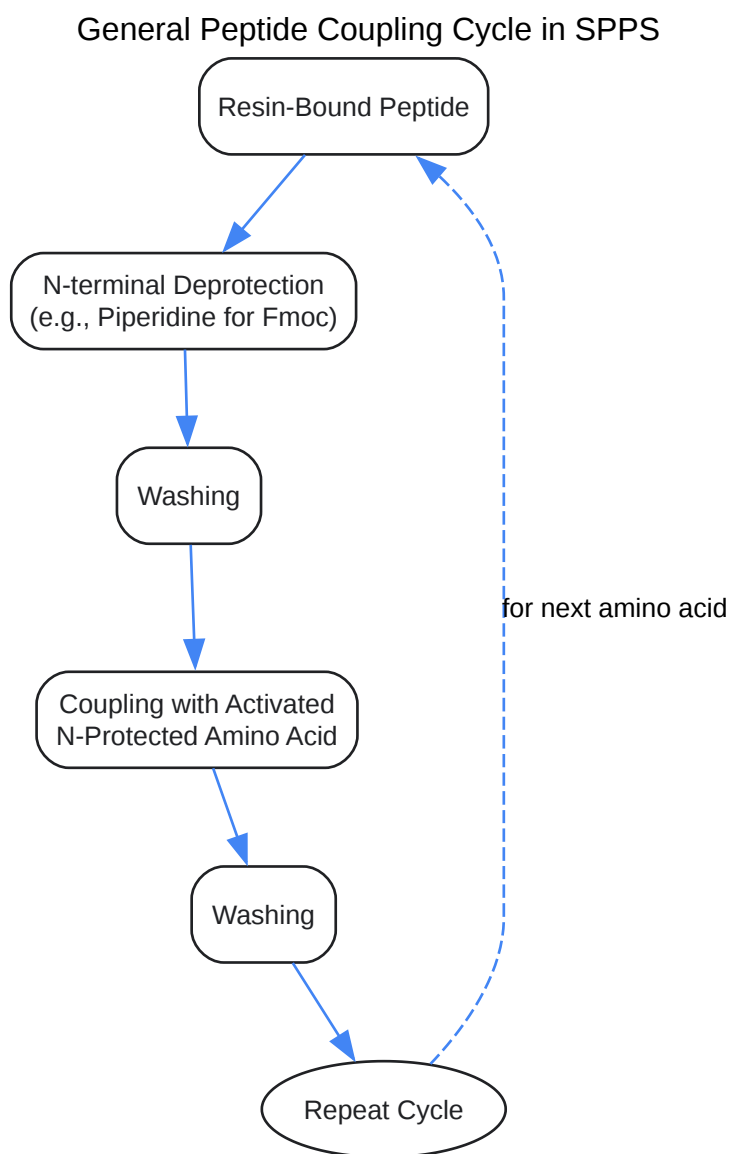 General Peptide Coupling Cycle in SPPS
Resin-Bound Peptide
N-terminal Deprotection
(e.g., Piperidine for Fmoc)
Washing
for next amino acid
Coupling with Activated
N-Protected Amino Acid
Washing
Repeat Cycle